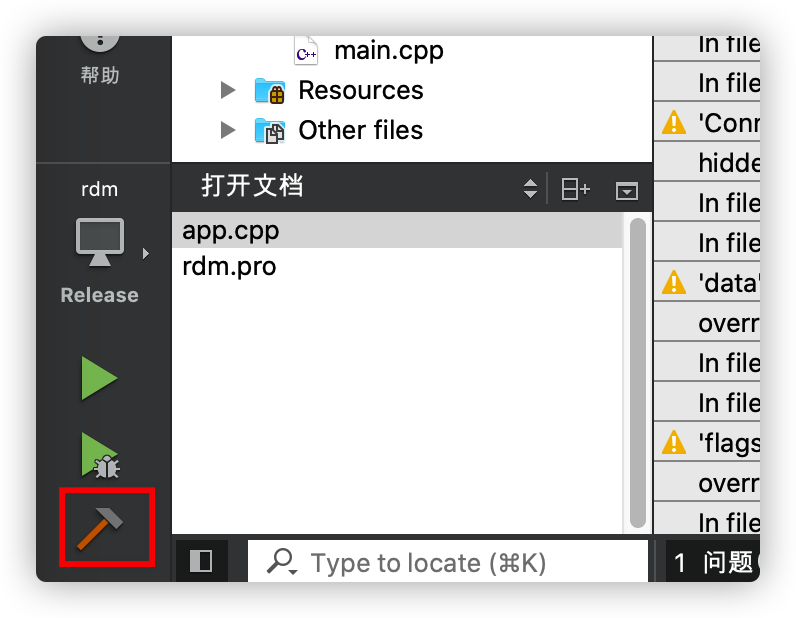 帮助
rdm
Release
C++
main.cpp
Resources
Other files
打开文档
app.cpp
rdm.pro
Type to locate (⌘K)
In file
In file
'Conn
hidde
In file
In file
'data'
overr
In file
In file
'flags
overr
In file
1 问题